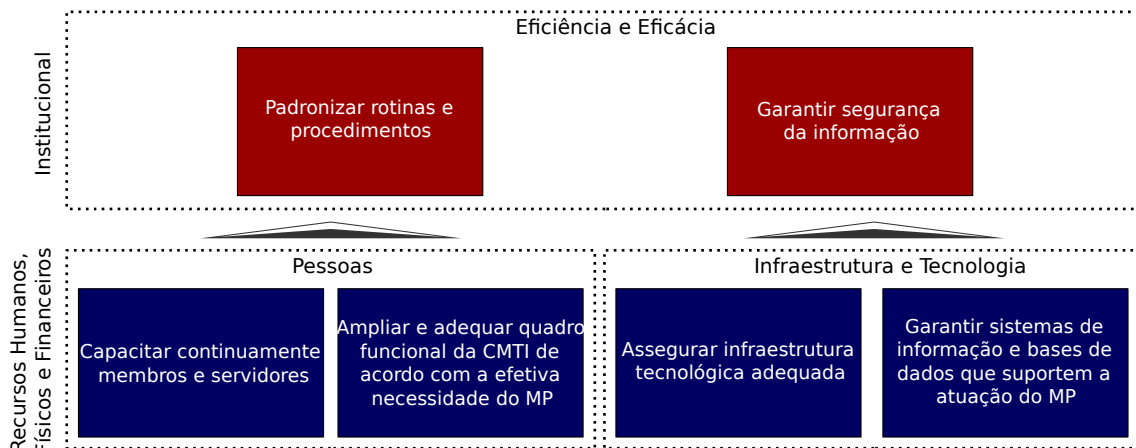 Institucional
Eficiência e Eficácia
Padronizar rotinas e
procedimentos
Garantir segurança
da informação
Recursos Humanos,
Físicos e Financeiros
Pessoas
Capacitar continuamente
membros e servidores
Ampliar e adequar quadro
funcional da CMTI de
acordo com a efetiva
necessidade do MP
Infraestrutura e Tecnologia
Assegurar infraestrutura
tecnológica adequada
Garantir sistemas de
informação e bases de
dados que suportem a
atuação do MP